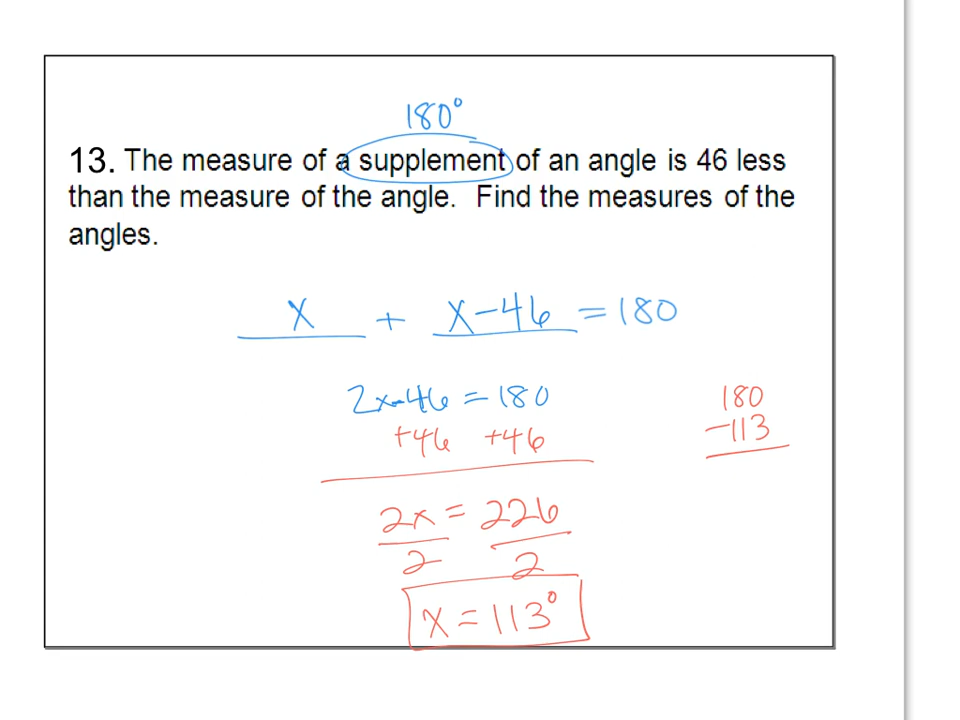 180°
13. The measure of a supplement of an angle is 46 less
than the measure of the angle. Find the measures of the
angles.
x + x-46 = 180
2x-46 = 180
+46 +46
2x = 226
2 2
x = 113°
180
-113